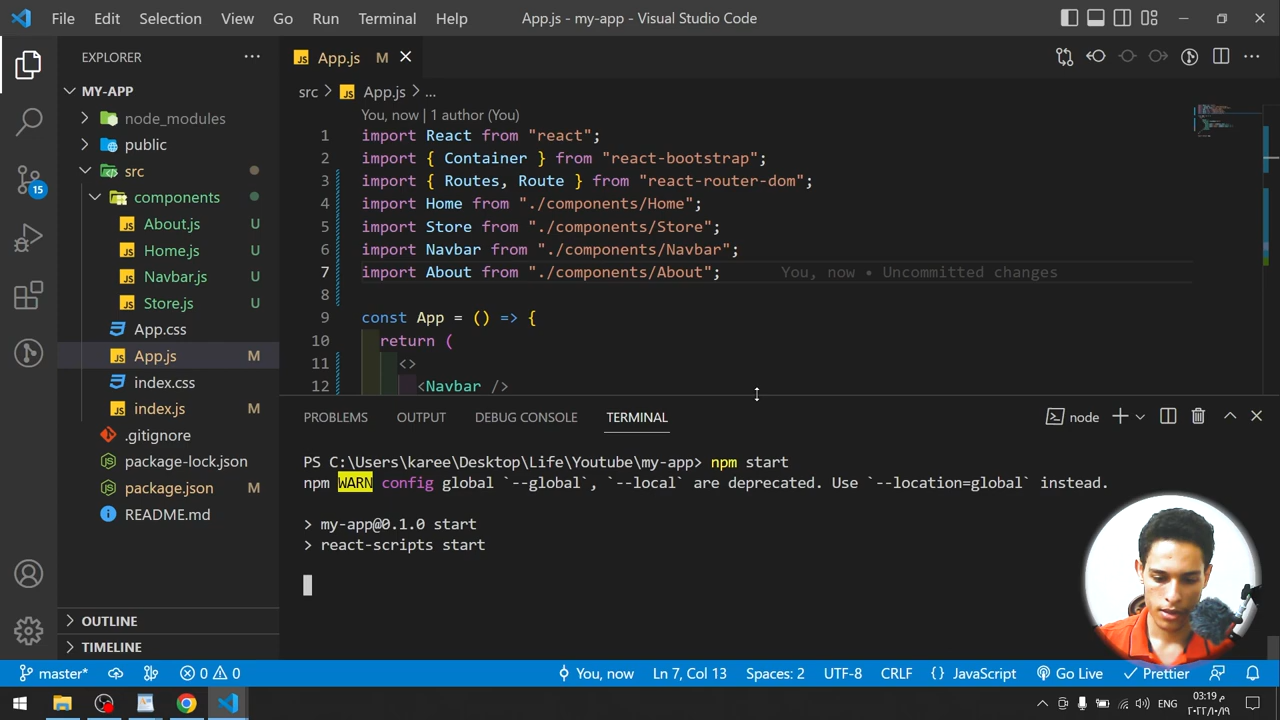 File Edit Selection View Go Run Terminal Help App.js - my-app - Visual Studio Code
EXPLORER
MY-APP
node_modules
public
src
components
About.js U
Home.js U
Navbar.js U
Store.js U
App.css
App.js M
index.css
index.js M
.gitignore
package-lock.json
package.json M
README.md
OUTLINE
TIMELINE
15
App.js M
src > App.js > ...
You, now | 1 author (You)
1 import React from "react";
2 import { Container } from "react-bootstrap";
3 import { Routes, Route } from "react-router-dom";
4 import Home from "./components/Home";
5 import Store from "./components/Store";
6 import Navbar from "./components/Navbar";
7 import About from "./components/About"; You, now • Uncommitted changes
8
9 const App = () => {
10 return (
11 <>
12 <Navbar />
PROBLEMS OUTPUT DEBUG CONSOLE TERMINAL node
PS C:\Users\karee\Desktop\Life\Youtube\my-app> npm start
npm WARN config global `--global`, `--local` are deprecated. Use `--location=global` instead.
> my-app@0.1.0 start
> react-scripts start
master* 0 0 You, now Ln 7, Col 13 Spaces: 2 UTF-8 CRLF {} JavaScript Go Live Prettier
ENG 03:19 م